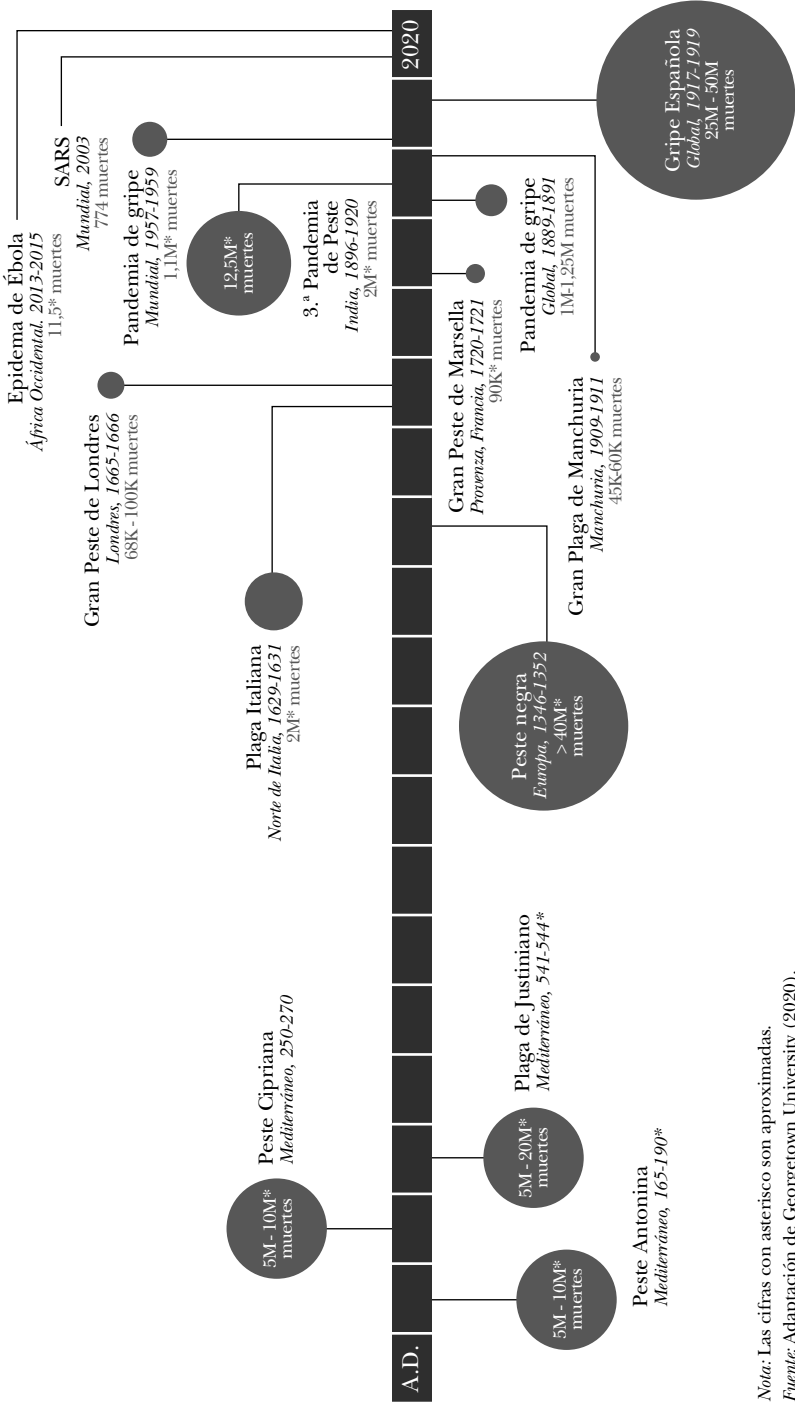 A.D.
2020
5M - 10M*
muertes
Peste Cipriana
Mediterráneo, 250-270
Plaga Italiana
Norte de Italia, 1629-1631
2M* muertes
Gran Peste de Londres
Londres, 1665-1666
68K - 100K muertes
Epidema de Ébola
África Occidental. 2013-2015
11,5* muertes
SARS
Mundial, 2003
774 muertes
Pandemia de gripe
Mundial, 1957-1959
1,1M* muertes
12,5M*
muertes
3.ª Pandemia
de Peste
India, 1896-1920
2M* muertes
5M - 10M*
muertes
Peste Antonina
Mediterráneo, 165-190*
5M - 20M*
muertes
Plaga de Justiniano
Mediterráneo, 541-544*
Peste negra
Europa, 1346-1352
> 40M*
muertes
Gran Peste de Marsella
Provenza, Francia, 1720-1721
90K* muertes
Pandemia de gripe
Global, 1889-1891
1M-1,25M muertes
Gran Plaga de Manchuria
Manchuria, 1909-1911
45K-60K muertes
Gripe Española
Global, 1917-1919
25M - 50M
muertes
Nota: Las cifras con asterisco son aproximadas.
Fuente: Adaptación de Georgetown University (2020).